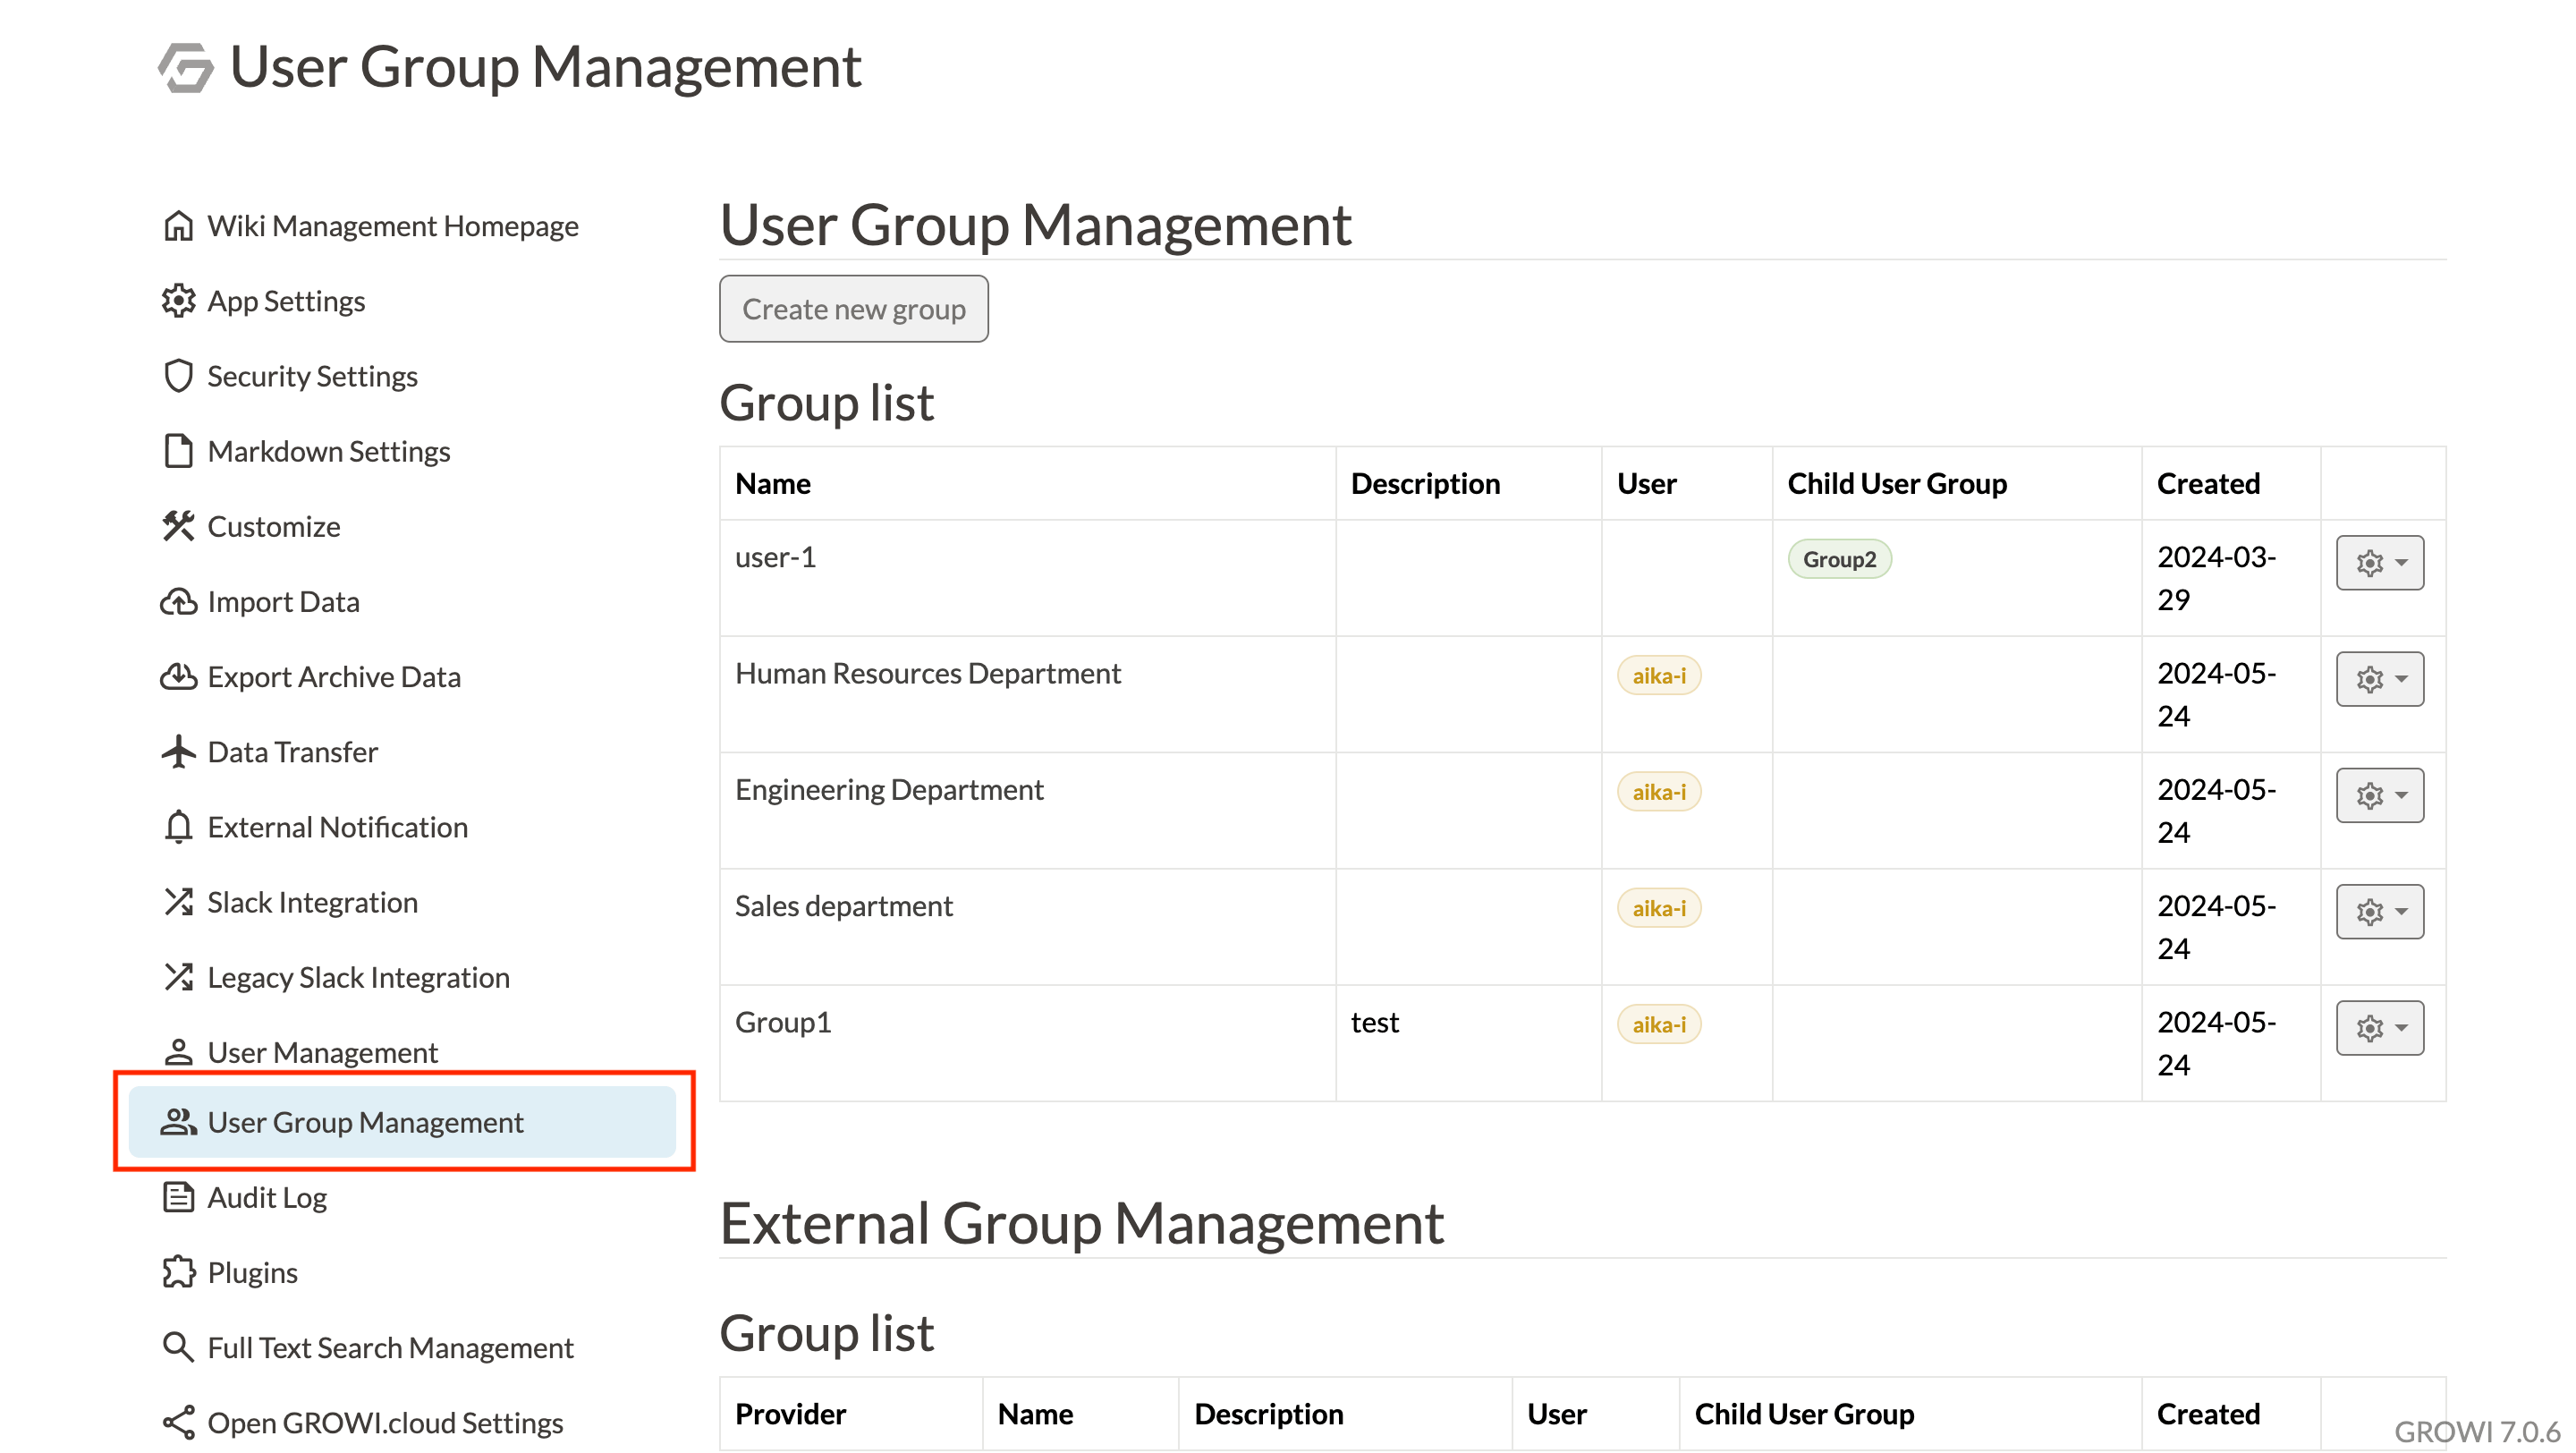 User Group Management
Wiki Management Homepage
App Settings
Security Settings
Markdown Settings
Customize
Import Data
Export Archive Data
Data Transfer
External Notification
Slack Integration
Legacy Slack Integration
User Management
User Group Management
Audit Log
Plugins
Full Text Search Management
Open GROWI.cloud Settings
User Group Management
Create new group
Group list
Name Description User Child User Group Created
user-1 Group2 2024-03-
29
Human Resources Department aika-i 2024-05-
24
Engineering Department aika-i 2024-05-
24
Sales department aika-i 2024-05-
24
Group1 test aika-i 2024-05-
24
External Group Management
Group list
Provider Name Description User Child User Group Created
GROWI 7.0.6